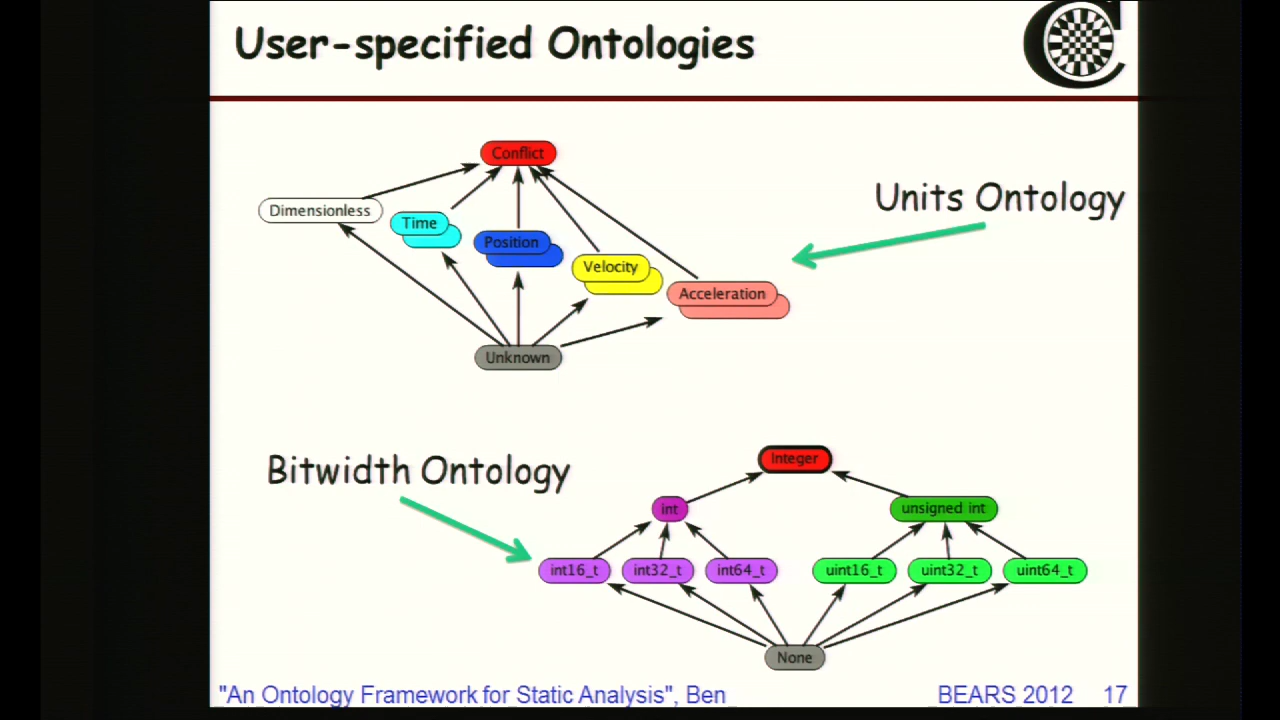 User-specified Ontologies
Conflict
Dimensionless
Time
Position
Velocity
Acceleration
Unknown
Units Ontology
Bitwidth Ontology
Integer
int
unsigned int
int16_t
int32_t
int64_t
uint16_t
uint32_t
uint64_t
None
"An Ontology Framework for Static Analysis", Ben
BEARS 2012
17